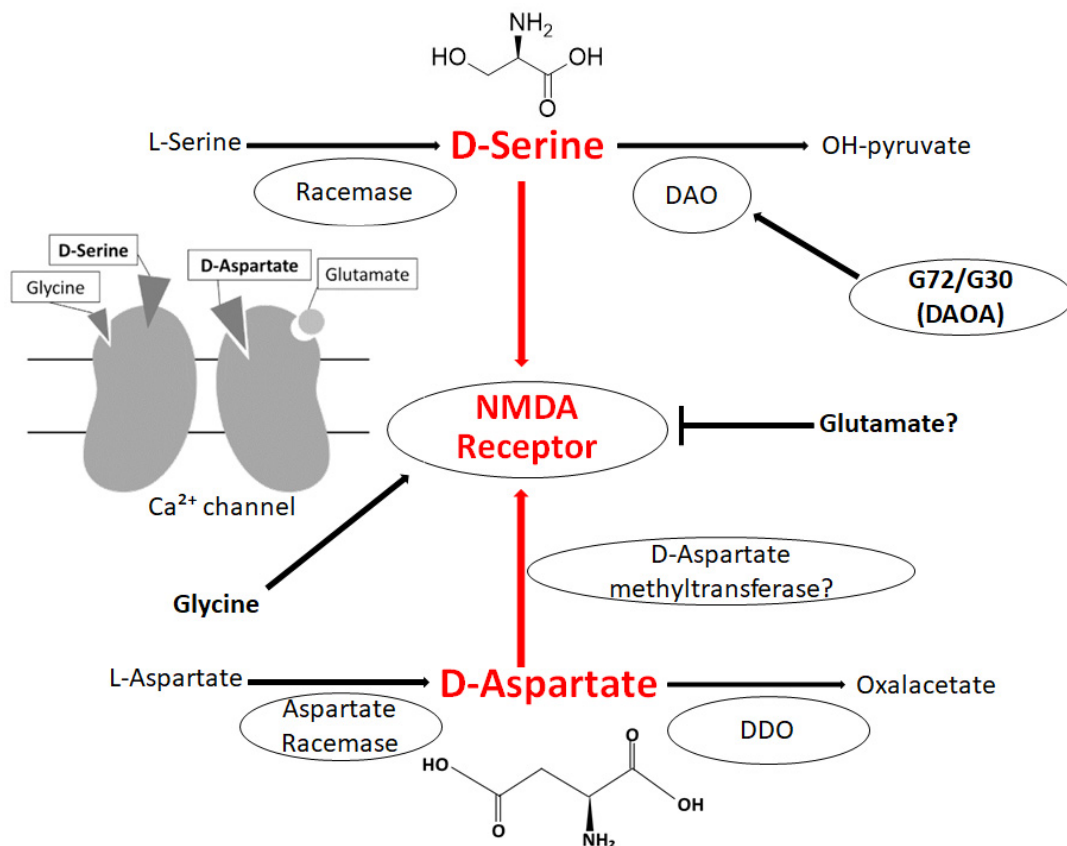 NH2
HO
OH
O
L-Serine
D-Serine
OH-pyruvate
Racemase
DAO
D-Serine
D-Aspartate
Glycine
Glutamate
G72/G30
(DAOA)
NMDA
Receptor
Glutamate?
Ca²⁺ channel
D-Aspartate
methyltransferase?
Glycine
L-Aspartate
D-Aspartate
Oxalacetate
Aspartate
Racemase
DDO
O
HO
OH
O
NH2